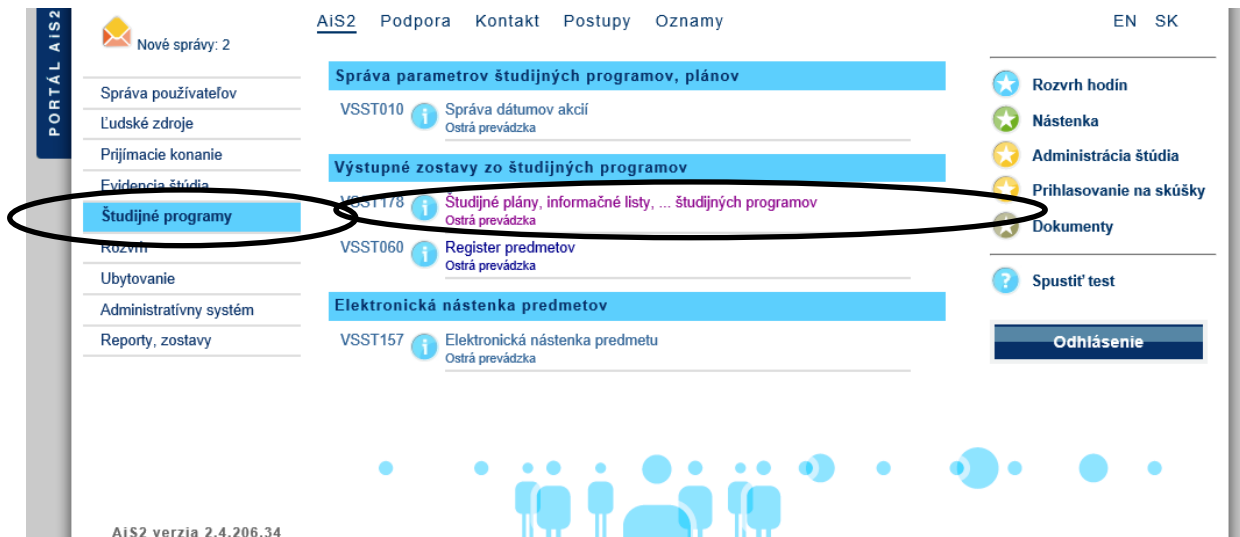 PORTÁL AiS2
Nové správy: 2
AiS2 Podpora Kontakt Postupy Oznamy
EN SK
Správa používateľov
Ľudské zdroje
Prijímacie konanie
Evidencia štúdia
Študijné programy
Rozvrh
Ubytovanie
Administratívny systém
Reporty, zostavy
Správa parametrov študijných programov, plánov
VSST010 Správa dátumov akcií
Ostrá prevádzka
Výstupné zostavy zo študijných programov
VSST178 Študijné plány, informačné listy, ... študijných programov
Ostrá prevádzka
VSST060 Register predmetov
Ostrá prevádzka
Elektronická nástenka predmetov
VSST157 Elektronická nástenka predmetu
Ostrá prevádzka
Rozvrh hodín
Nástenka
Administrácia štúdia
Prihlasovanie na skúšky
Dokumenty
Spustiť test
Odhlásenie
AiS2 verzia 2.4.206.34